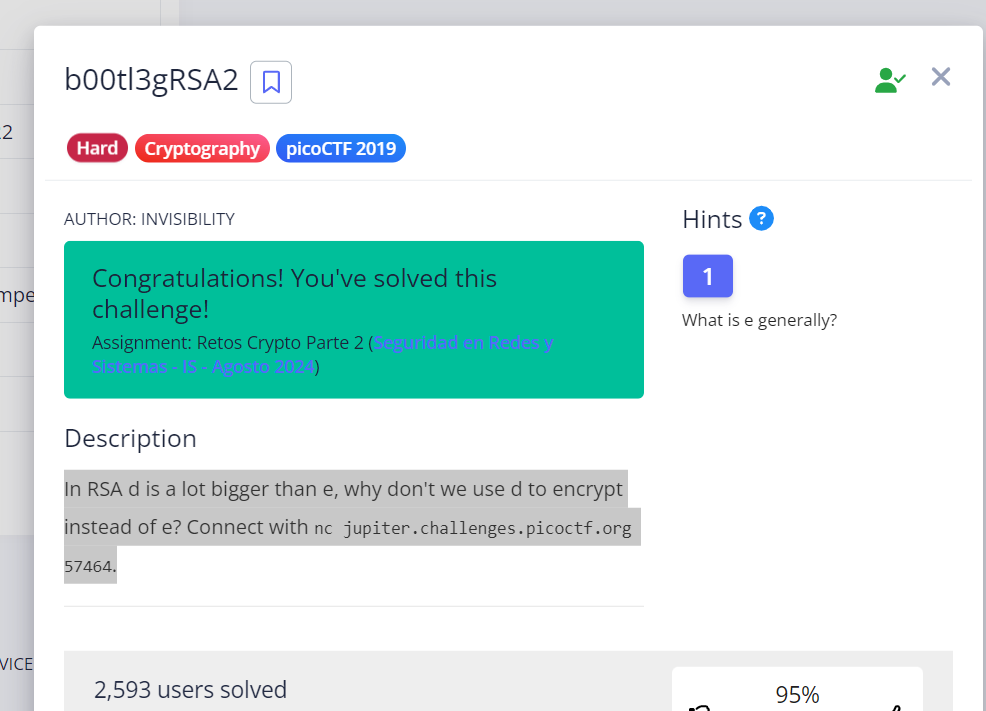 b00tl3gRSA2
Hard Cryptography picoCTF 2019
AUTHOR: INVISIBILITY
Congratulations! You've solved this
challenge!
Assignment: Retos Crypto Parte 2 (Seguridad en Redes y
Sistemas - IS - Agosto 2024)
Description
In RSA d is a lot bigger than e, why don't we use d to encrypt
instead of e? Connect with nc jupiter.challenges.picoctf.org
57464.
Hints ?
1
What is e generally?
2,593 users solved
95%
2
mpe
VICE